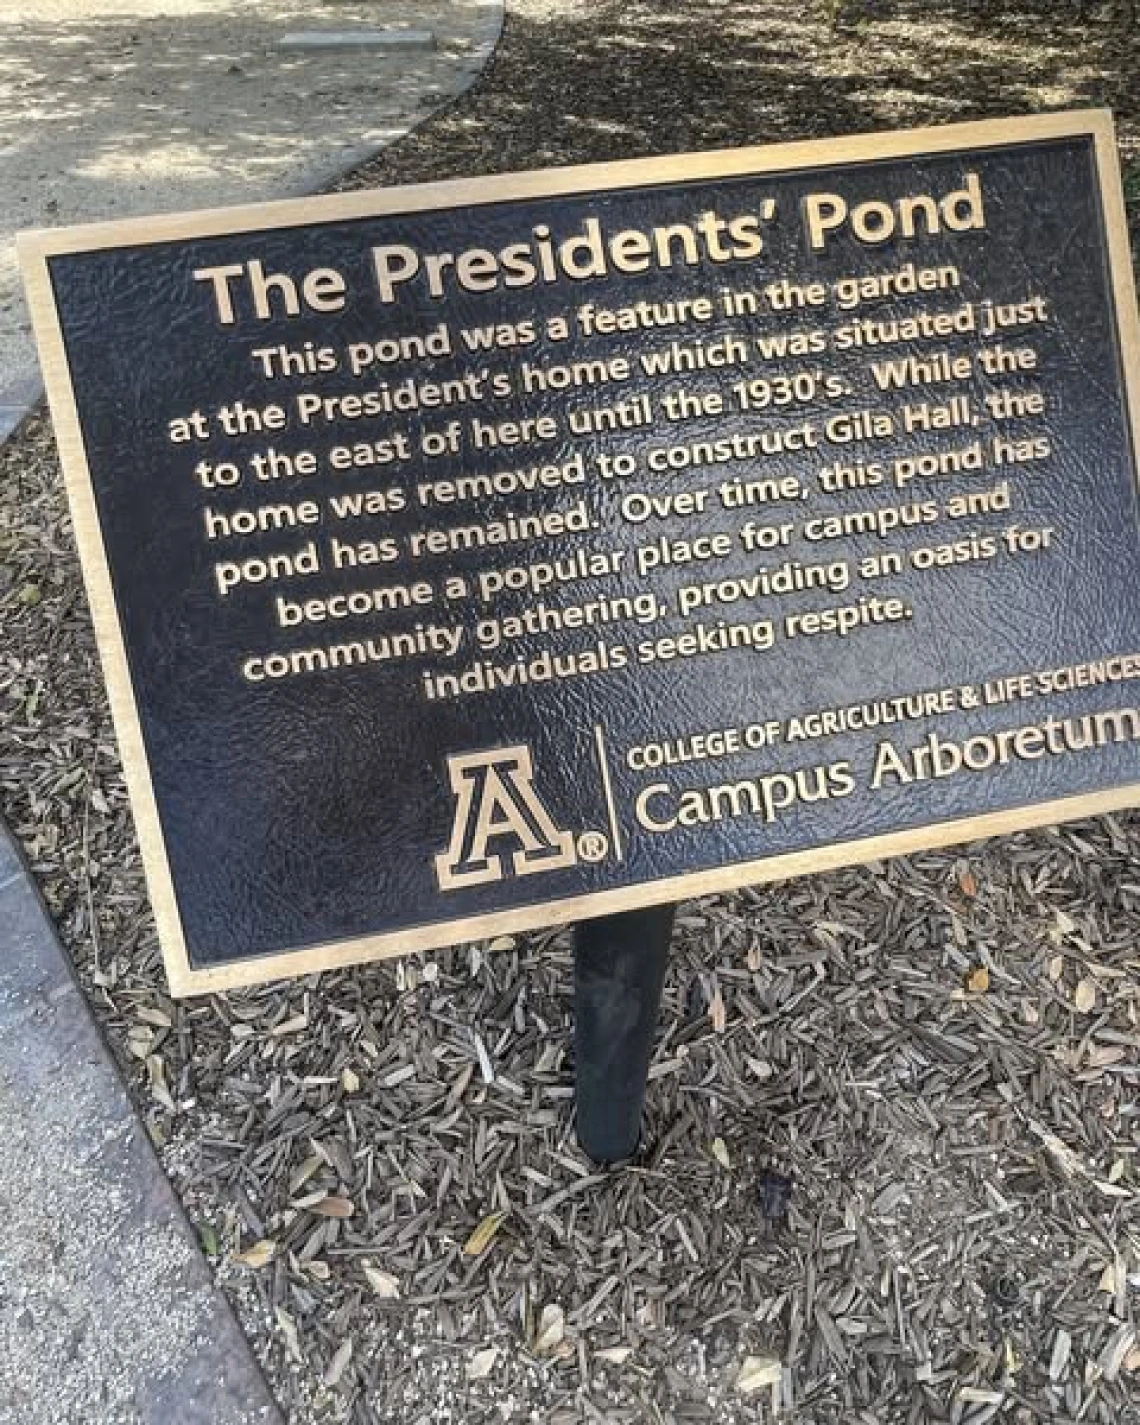 The Presidents' Pond
This pond was a feature in the garden
at the President's home which was situated just
to the east of here until the 1930's. While the
home was removed to construct Gila Hall, the
pond has remained. Over time, this pond has
become a popular place for campus and
community gathering, providing an oasis for
individuals seeking respite.
A®
COLLEGE OF AGRICULTURE & LIFE SCIENCES
Campus Arboretum